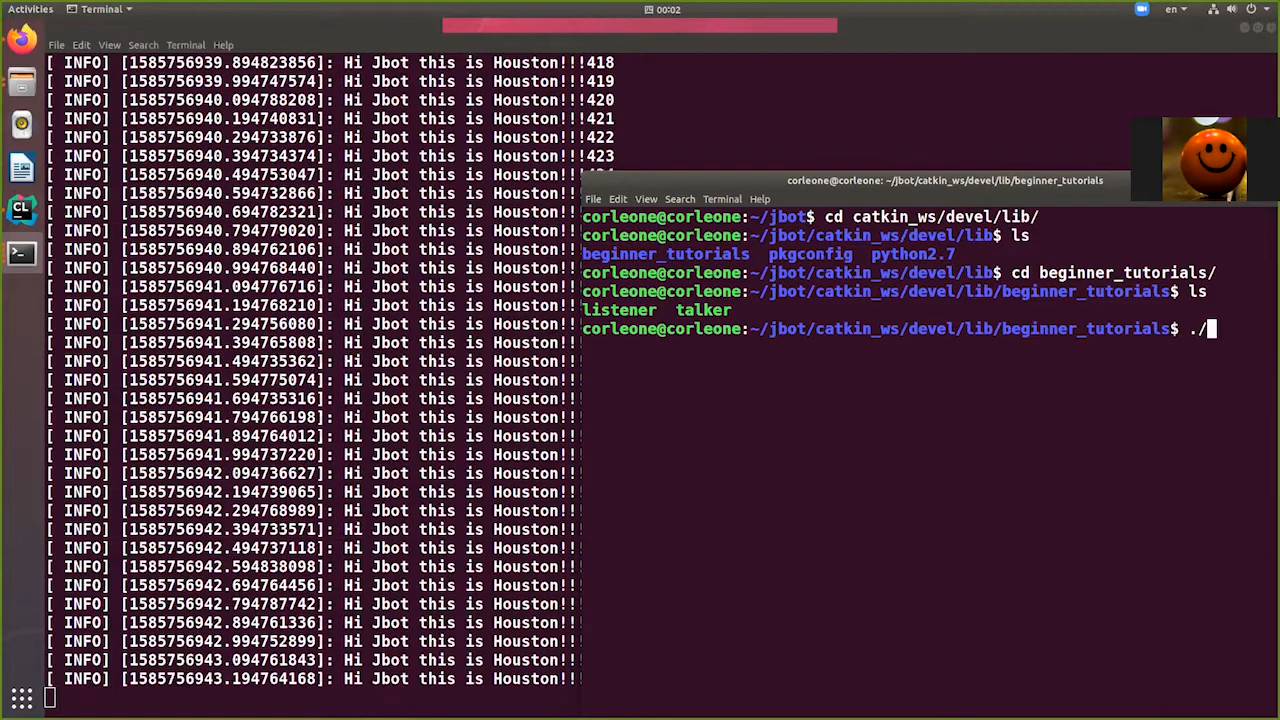 Activities Terminal 00:02 en
File Edit View Search Terminal Help
[ INFO] [1585756939.894823856]: Hi Jbot this is Houston!!!418
[ INFO] [1585756939.994747574]: Hi Jbot this is Houston!!!419
[ INFO] [1585756940.094788208]: Hi Jbot this is Houston!!!420
[ INFO] [1585756940.194740831]: Hi Jbot this is Houston!!!421
[ INFO] [1585756940.294733876]: Hi Jbot this is Houston!!!422
[ INFO] [1585756940.394734374]: Hi Jbot this is Houston!!!423
[ INFO] [1585756940.494753047]: Hi Jbot this is Houston!!!
[ INFO] [1585756940.594732866]: Hi Jbot this is Houston!!!
[ INFO] [1585756940.694782321]: Hi Jbot this is Houston!!!
[ INFO] [1585756940.794779020]: Hi Jbot this is Houston!!!
[ INFO] [1585756940.894762106]: Hi Jbot this is Houston!!!
[ INFO] [1585756940.994768440]: Hi Jbot this is Houston!!!
[ INFO] [1585756941.094776716]: Hi Jbot this is Houston!!!
[ INFO] [1585756941.194768210]: Hi Jbot this is Houston!!!
[ INFO] [1585756941.294756080]: Hi Jbot this is Houston!!!
[ INFO] [1585756941.394765808]: Hi Jbot this is Houston!!!
[ INFO] [1585756941.494735362]: Hi Jbot this is Houston!!!
[ INFO] [1585756941.594775074]: Hi Jbot this is Houston!!!
[ INFO] [1585756941.694735316]: Hi Jbot this is Houston!!!
[ INFO] [1585756941.794766198]: Hi Jbot this is Houston!!!
[ INFO] [1585756941.894764012]: Hi Jbot this is Houston!!!
[ INFO] [1585756941.994737220]: Hi Jbot this is Houston!!!
[ INFO] [1585756942.094736627]: Hi Jbot this is Houston!!!
[ INFO] [1585756942.194739065]: Hi Jbot this is Houston!!!
[ INFO] [1585756942.294768989]: Hi Jbot this is Houston!!!
[ INFO] [1585756942.394733571]: Hi Jbot this is Houston!!!
[ INFO] [1585756942.494737118]: Hi Jbot this is Houston!!!
[ INFO] [1585756942.594838098]: Hi Jbot this is Houston!!!
[ INFO] [1585756942.694764456]: Hi Jbot this is Houston!!!
[ INFO] [1585756942.794787742]: Hi Jbot this is Houston!!!
[ INFO] [1585756942.894761336]: Hi Jbot this is Houston!!!
[ INFO] [1585756942.994752899]: Hi Jbot this is Houston!!!
[ INFO] [1585756943.094761843]: Hi Jbot this is Houston!!!
[ INFO] [1585756943.194764168]: Hi Jbot this is Houston!!!
corleone@corleone: ~/jbot/catkin_ws/devel/lib/beginner_tutorials
File Edit View Search Terminal Help
corleone@corleone:~/jbot$ cd catkin_ws/devel/lib/
corleone@corleone:~/jbot/catkin_ws/devel/lib$ ls
beginner_tutorials pkgconfig python2.7
corleone@corleone:~/jbot/catkin_ws/devel/lib$ cd beginner_tutorials/
corleone@corleone:~/jbot/catkin_ws/devel/lib/beginner_tutorials$ ls
listener talker
corleone@corleone:~/jbot/catkin_ws/devel/lib/beginner_tutorials$ ./
CL
>_